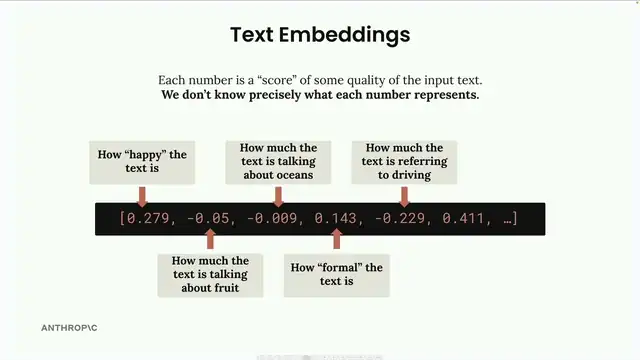 Text Embeddings
Each number is a “score” of some quality of the input text.
We don’t know precisely what each number represents.
How “happy” the
text is
How much the
text is talking
about oceans
How much the
text is referring
to driving
[0.279, -0.05, -0.009, 0.143, -0.229, 0.411, …]
How much the
text is talking
about fruit
How “formal” the
text is
ANTHROP\C